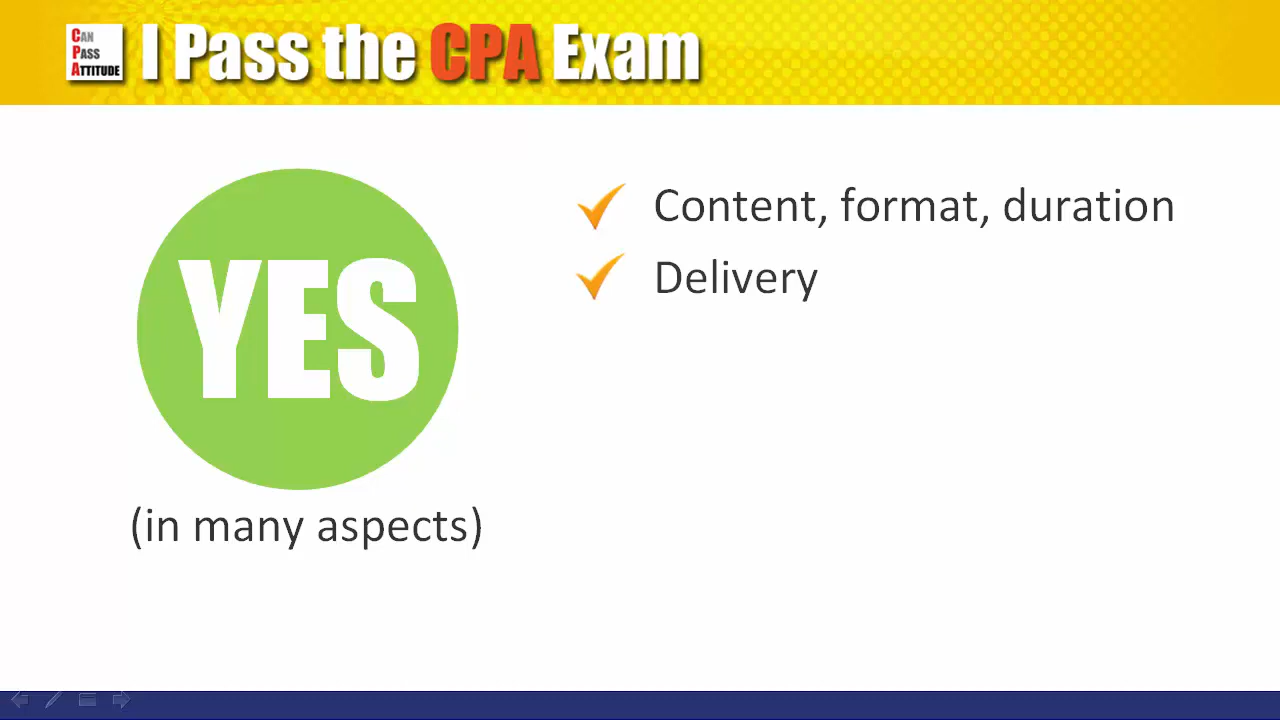 CAN
PASS
ATTITUDE
I Pass the CPA Exam
YES
(in many aspects)
Content, format, duration
Delivery